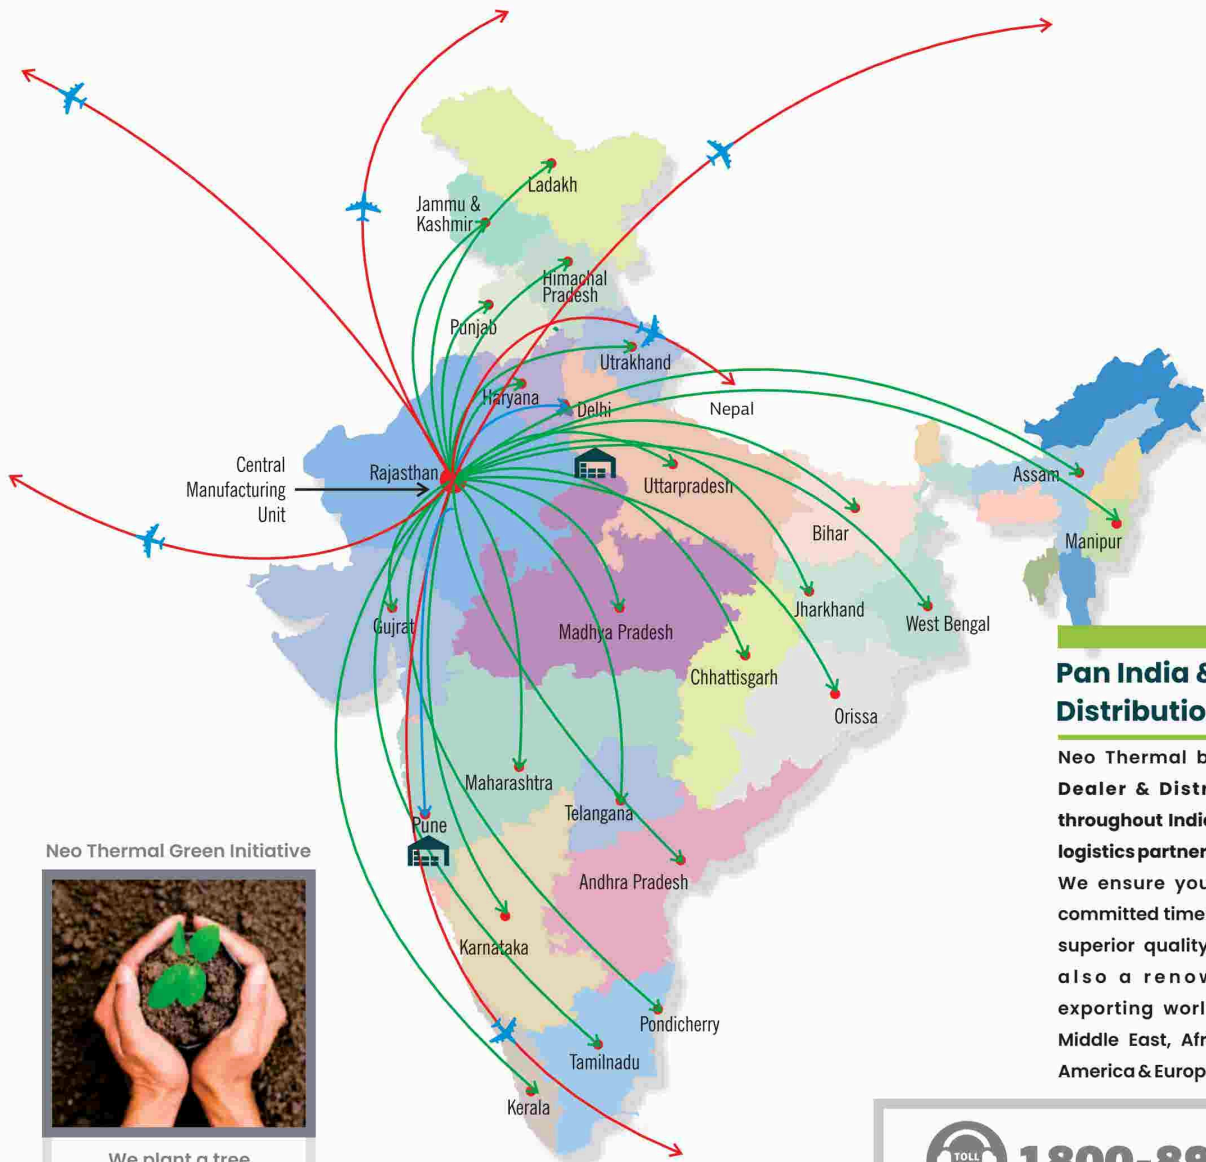 Ladakh
Jammu &
Kashmir
Himachal
Pradesh
Punjab
Utrakhand
Haryana
Delhi
Nepal
Central
Manufacturing
Unit
Rajasthan
Uttarpradesh
Assam
Bihar
Manipur
Gujrat
Madhya Pradesh
Jharkhand
West Bengal
Chhattisgarh
Orissa
Maharashtra
Telangana
Pune
Andhra Pradesh
Karnataka
Pondicherry
Tamilnadu
Kerala
Neo Thermal Green Initiative
We plant a tree
Pan India &
Distributio
Neo Thermal b
Dealer & Distr
throughout India
logistics partner
We ensure you
committed time
superior quality
also a renow
exporting worl
Middle East, Afr
America & Europ
TOLL
1800-89